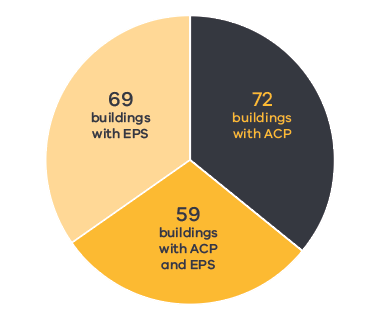 69
buildings
with EPS
72
buildings
with ACP
59
buildings
with ACP
and EPS